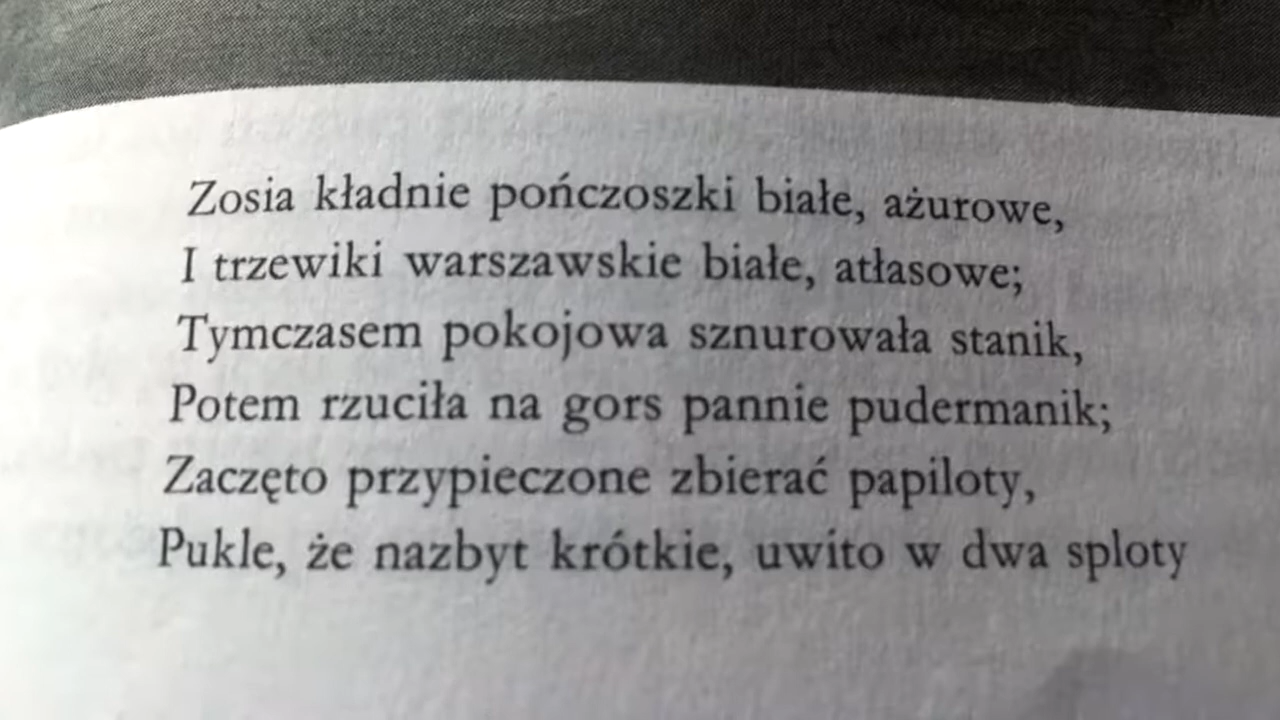 Zosia kładnie pończoszki białe, ażurowe,
I trzewiki warszawskie białe, atłasowe;
Tymczasem pokojowa sznurowała stanik,
Potem rzuciła na gors pannie pudermanik;
Zaczęto przypieczone zbierać papiloty,
Pukle, że nazbyt krótkie, uwito w dwa sploty